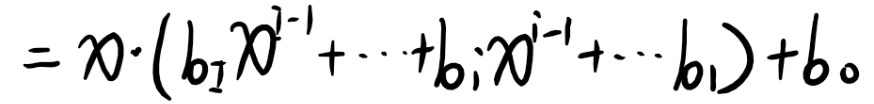 = x·(b_I x^{I-1} + ··· + b_i x^{i-1} + ··· b_1) + b_0